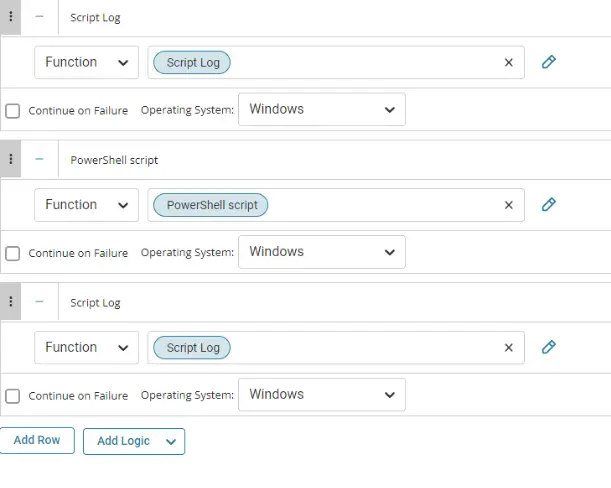 Script Log
Function Script Log
Continue on Failure Operating System: Windows
PowerShell script
Function PowerShell script
Continue on Failure Operating System: Windows
Script Log
Function Script Log
Continue on Failure Operating System: Windows
Add Row Add Logic